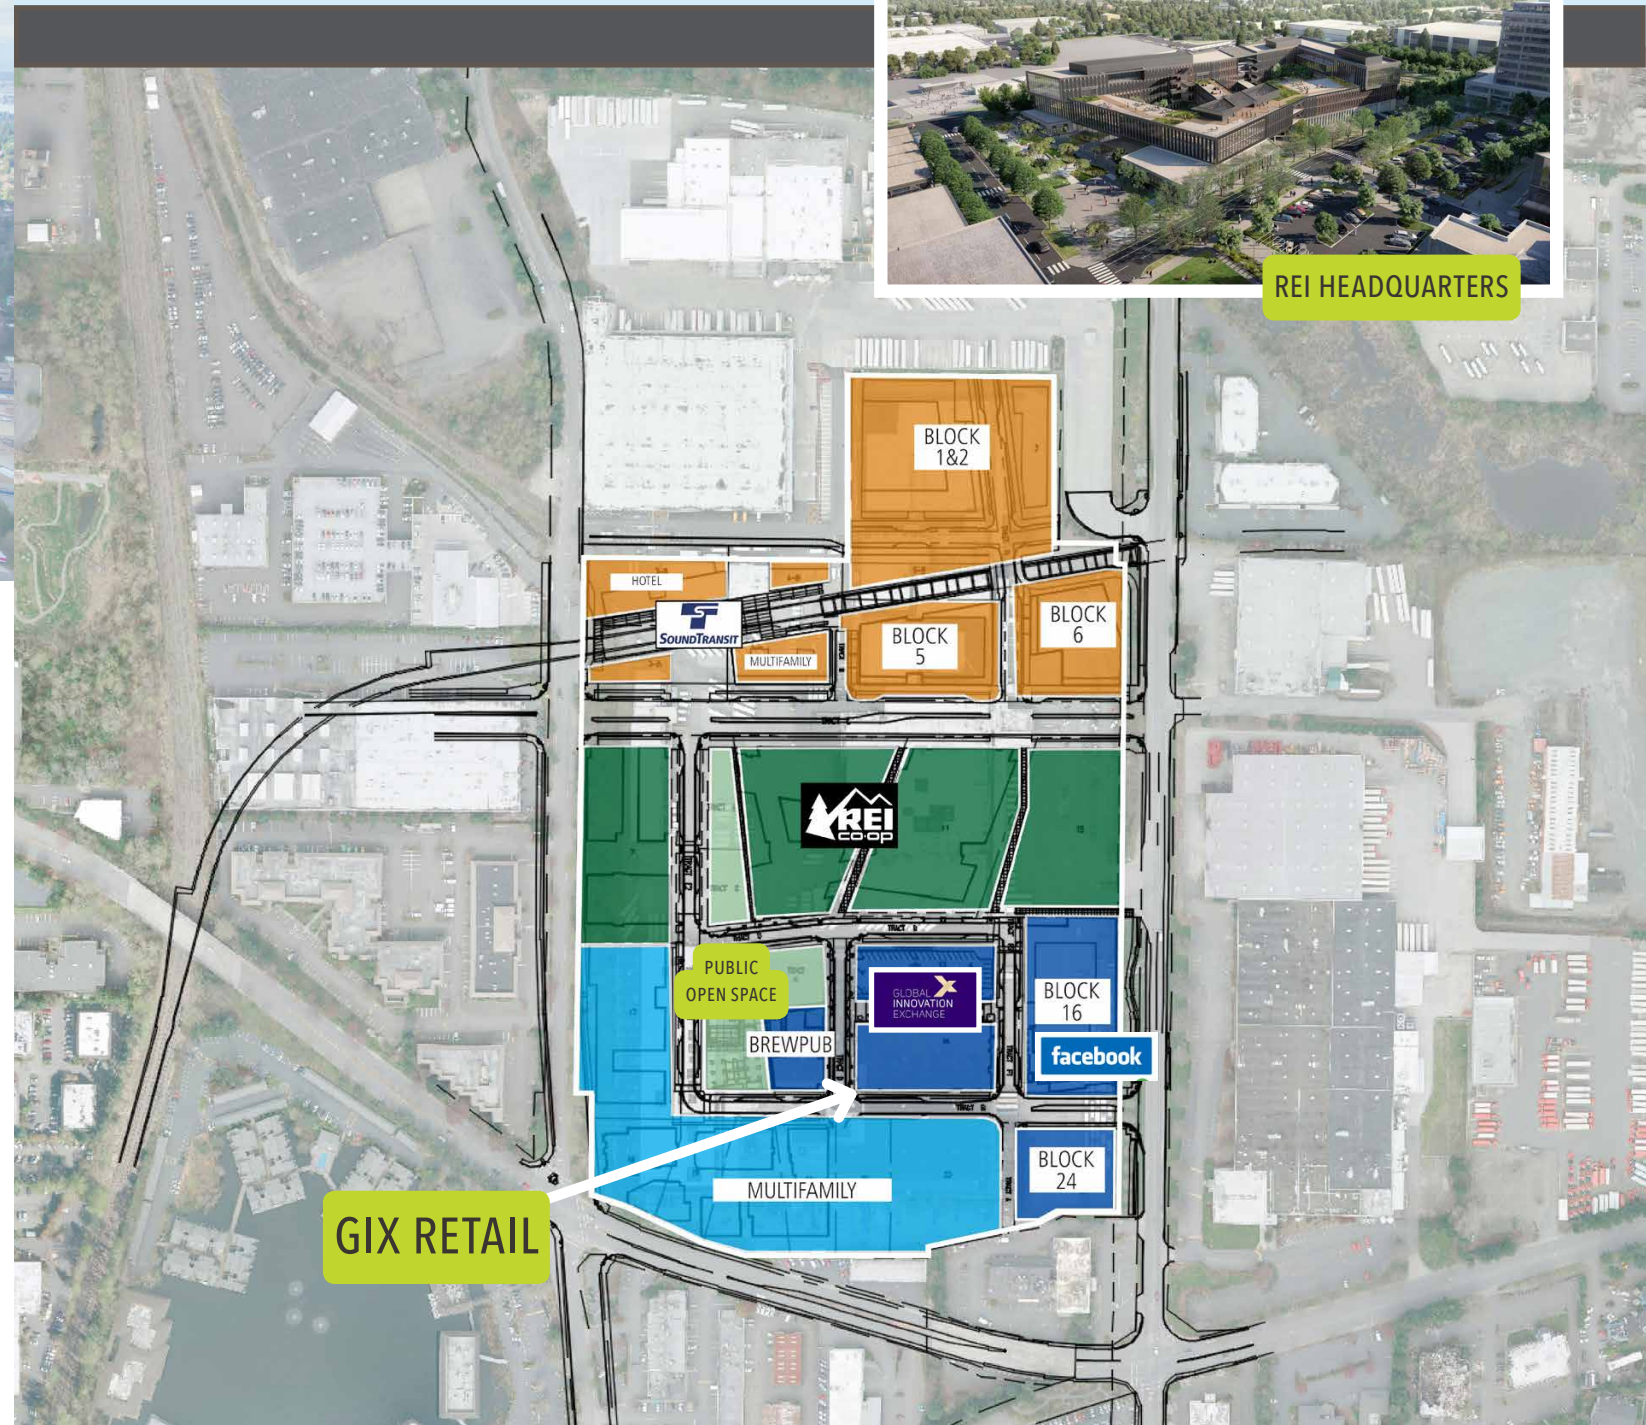 REI HEADQUARTERS
BLOCK
1&2
HOTEL
S
SOUNDTRANSIT
MULTIFAMILY
BLOCK
5
BLOCK
6
REI
CO·OP
TRACT B
PUBLIC
OPEN SPACE
BREWPUB
GLOBAL
INNOVATION
EXCHANGE
BLOCK
16
facebook
MULTIFAMILY
BLOCK
24
GIX RETAIL